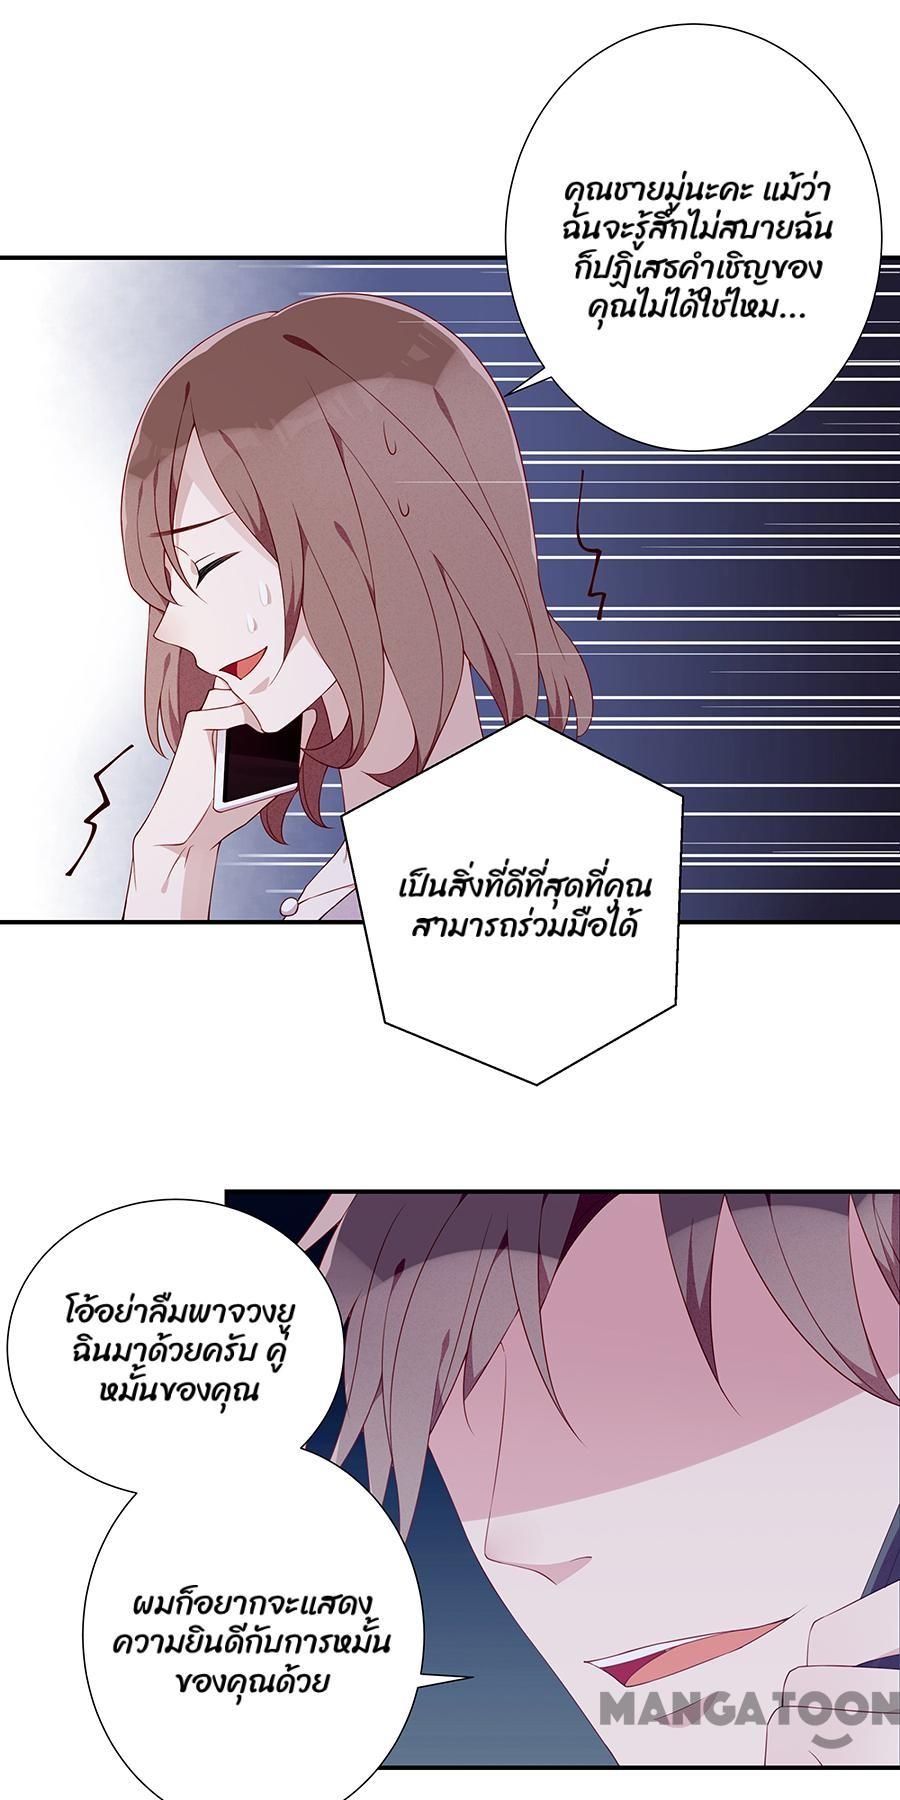 คุณชายมู่นะคะ แม้ว่า
ฉันจะรู้สึกไม่สบายฉัน
ก็ปฏิเสธคำเชิญของ
คุณไม่ได้ใช่ไหม...
เป็นสิ่งที่ดีที่สุดที่คุณ
สามารถร่วมมือได้
โอ้อย่าลืมพาจวงยู
ฉินมาด้วยครับ คู่
หมั้นของคุณ
ผมก็อยากจะแสดง
ความยินดีกับการหมั้น
ของคุณด้วย
MANGATOON